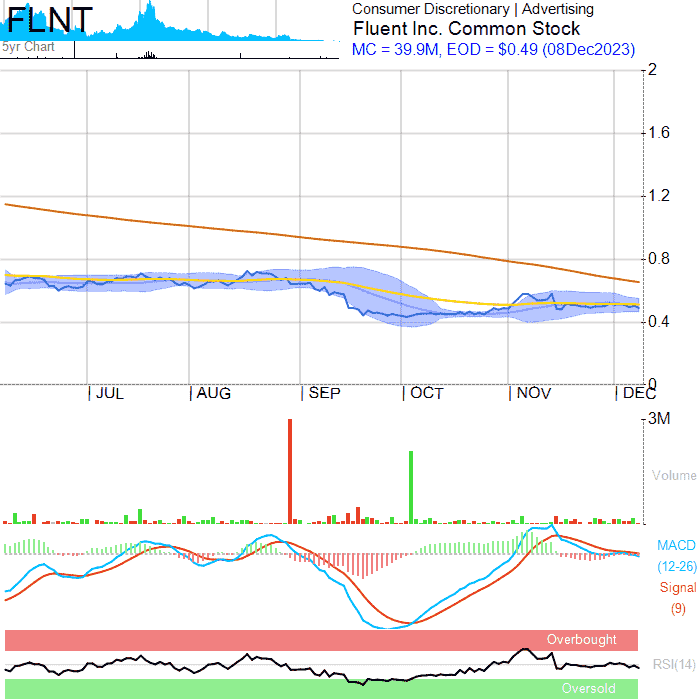 FLNT
5yr Chart
Consumer Discretionary | Advertising
Fluent Inc. Common Stock
MC = 39.9M, EOD = $0.49 (08Dec2023)
2
1.6
1.2
0.8
0.4
0
JUL AUG SEP OCT NOV DEC
3M
Volume
MACD
(12-26)
Signal
(9)
Overbought
RSI(14)
Oversold